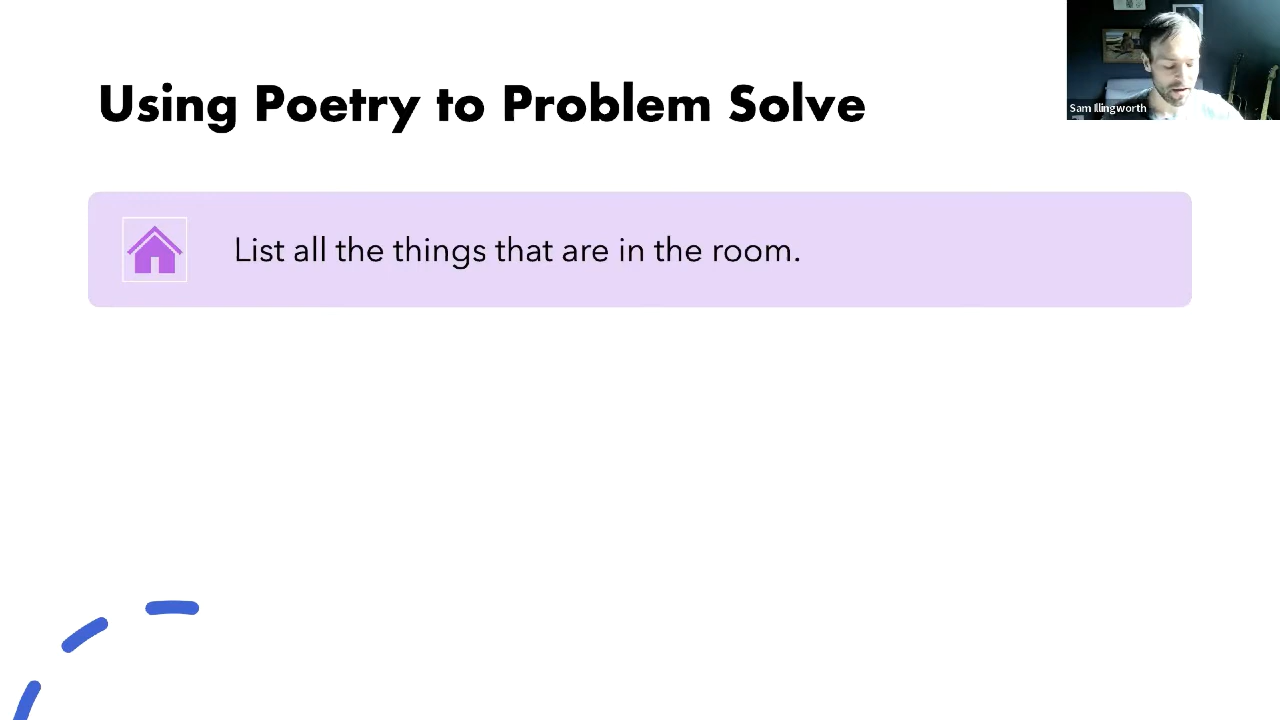 Using Poetry to Problem Solve
Sam Illingworth
List all the things that are in the room.